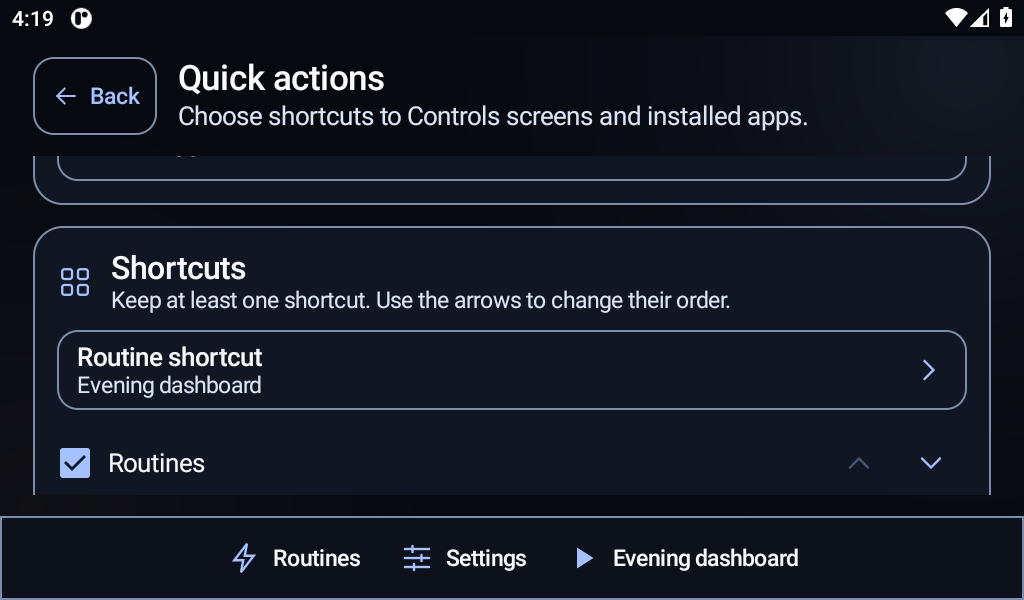 4:19
Back
Quick actions
Choose shortcuts to Controls screens and installed apps.
Shortcuts
Keep at least one shortcut. Use the arrows to change their order.
Routine shortcut
Evening dashboard
Routines
Routines
Settings
Evening dashboard